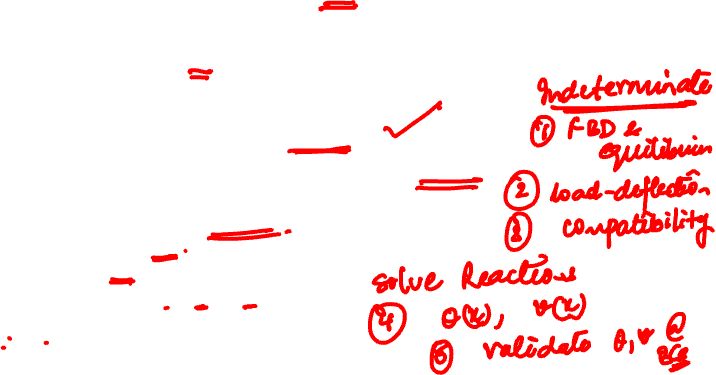 Indeterminate
① FBD &
equilibrium
② load-deflection
③ compatibility
Solve Reactions
④ θ(x), v(x)
⑤ validate θ, v @
BCs